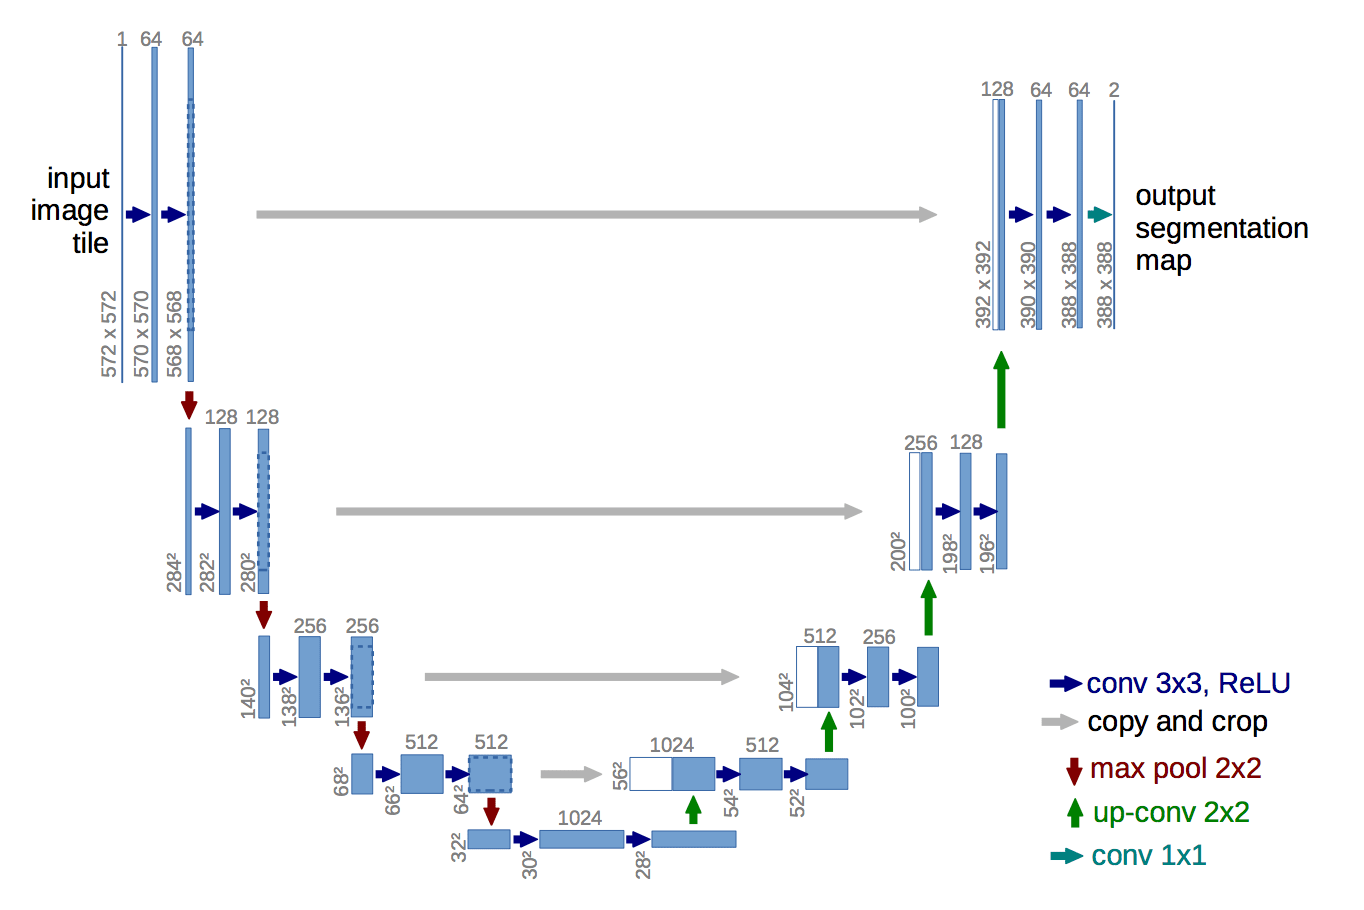 1 64 64
input
image
tile
572 x 572
570 x 570
568 x 568
128 64 64 2
output
segmentation
map
392 x 392
390 x 390
388 x 388
388 x 388
128 128
284²
282²
280²
256 128
200²
198²
196²
256 256
140²
138²
136²
512 256
104²
102²
100²
512 512
68²
66²
64²
1024 512
56²
54²
52²
1024
32²
30²
28²
conv 3x3, ReLU
copy and crop
max pool 2x2
up-conv 2x2
conv 1x1